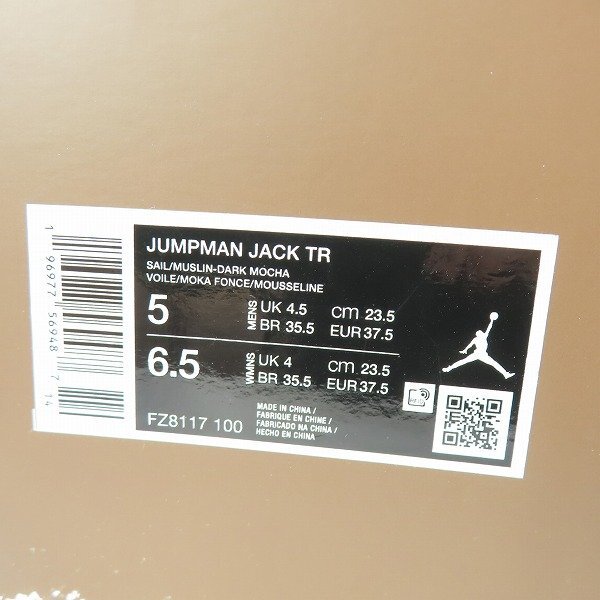 JUMPMAN JACK TR
SAIL/MUSLIN-DARK MOCHA
VOILE/MOKA FONCE/MOUSSELINE
5 MENS UK 4.5 cm 23.5
BR 35.5 EUR 37.5
6.5 WMNS UK 4 cm 23.5
BR 35.5 EUR 37.5
FZ8117 100
MADE IN CHINA /
FABRIQUE EN CHINE /
FABRICADO NA CHINA /
HECHO EN CHINA
1 96977 56948 7 14